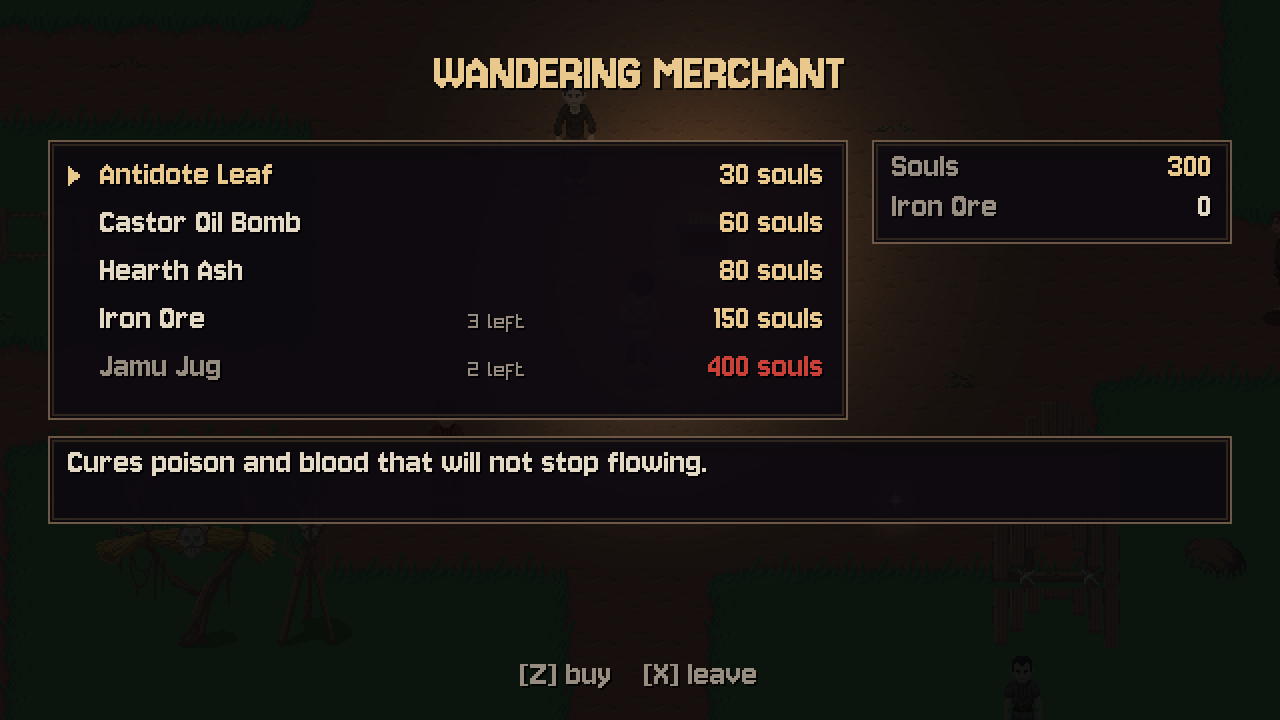 WANDERING MERCHANT
Antidote Leaf 30 souls
Castor Oil Bomb 60 souls
Hearth Ash 80 souls
Iron Ore 3 left 150 souls
Jamu Jug 2 left 400 souls
Souls 300
Iron Ore 0
Cures poison and blood that will not stop flowing.
[Z] buy [X] leave